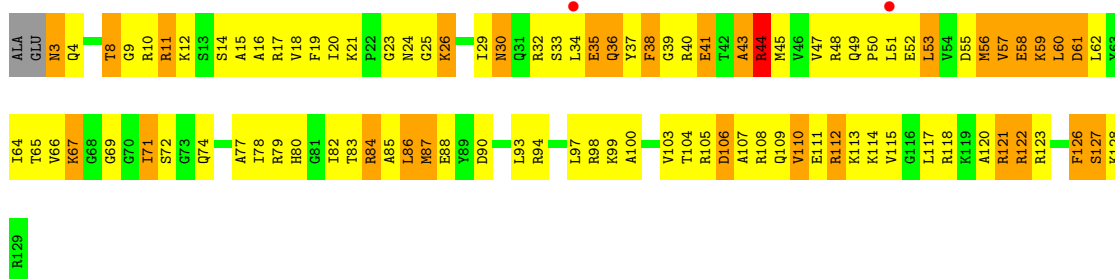 ALA GLU N3 Q4 T8 G9 R10 R11 K12 S13 S14 A15 A16 R17 V18 F19 I20 K21 P22 G23 N24 G25 K26 I29 N30 Q31 R32 S33 L34 E35 Q36 Y37 F38 G39 R40 E41 T42 A43 R44 M45 V46 V47 R48 Q49 P50 L51 E52 L53 V54 D55 M56 V57 E58 K59 L60 D61 L62 Y63
I64 T65 V66 K67 G68 G69 G70 I71 S72 G73 Q74 A77 I78 R79 H80 G81 I82 T83 R84 A85 L86 M87 E88 Y89 D90 L93 R94 L97 R98 K99 A100 V103 T104 R105 D106 A107 R108 Q109 V110 E111 R112 K113 K114 V115 G116 L117 R118 K119 A120 R121 R122 R123 F126 S127 K128
R129